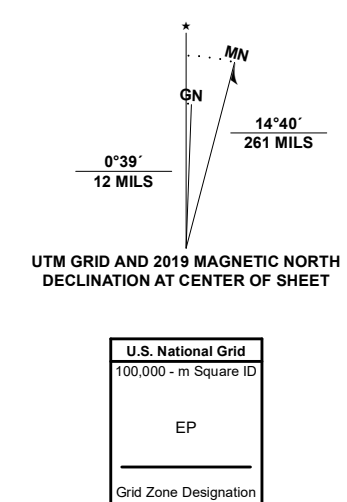 ★
MN
GN
14°40´
261 MILS
0°39´
12 MILS
UTM GRID AND 2019 MAGNETIC NORTH
DECLINATION AT CENTER OF SHEET
U.S. National Grid
100,000 - m Square ID
EP
Grid Zone Designation